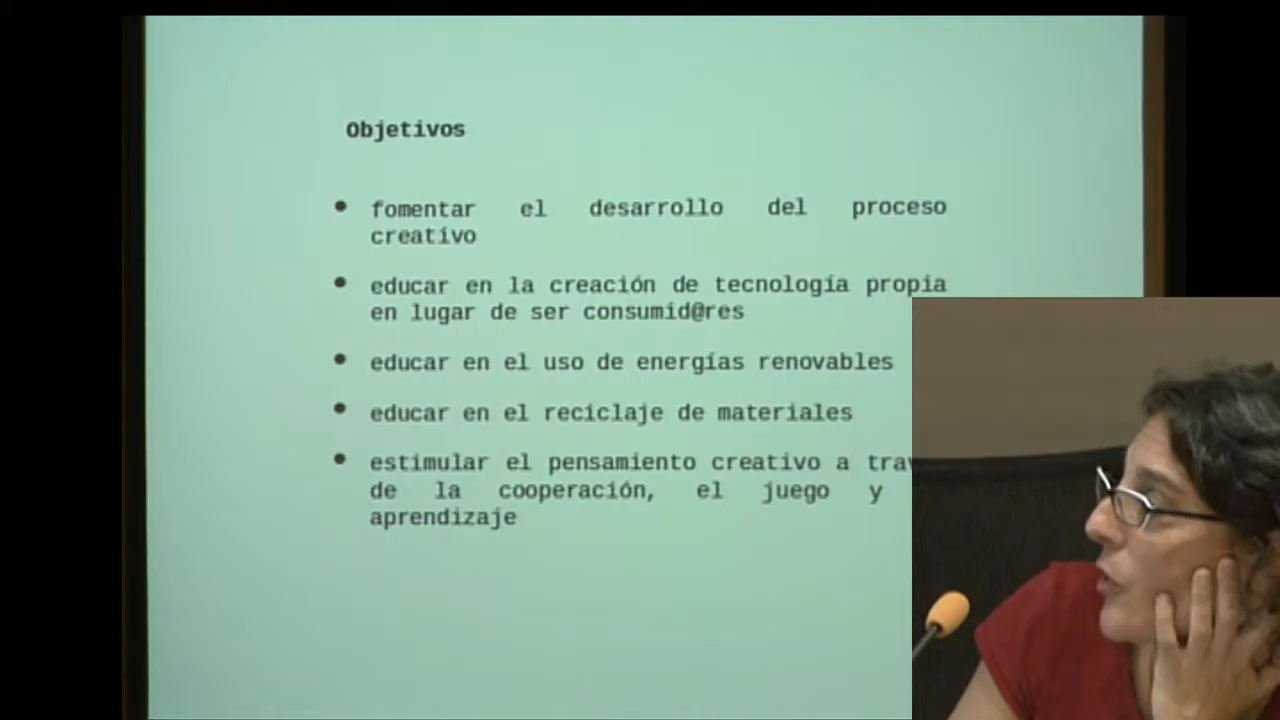 Objetivos
fomentar el desarrollo del proceso
creativo
educar en la creación de tecnología propia
en lugar de ser consumid@res
educar en el uso de energías renovables
educar en el reciclaje de materiales
estimular el pensamiento creativo a
de la cooperación, el juego y
aprendizaje